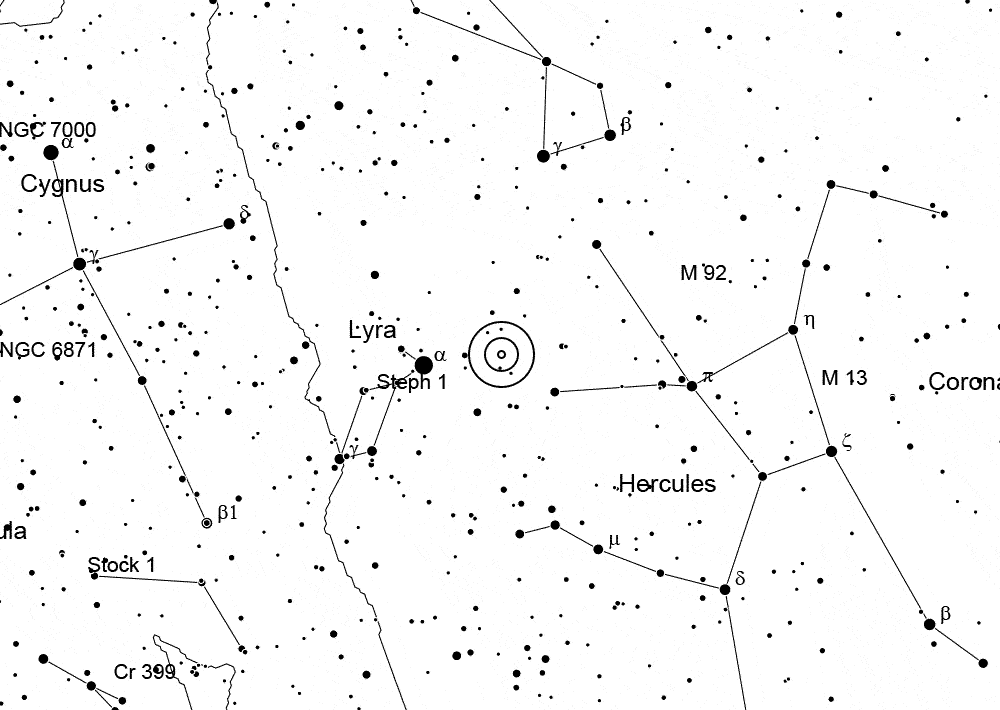 β
γ
NGC 7000
α
Cygnus
δ
γ
M 92
η
Lyra
α
NGC 6871
Steph 1
π
M 13
Corona
γ
ζ
Hercules
β1
ula
μ
Stock 1
δ
β
Cr 399